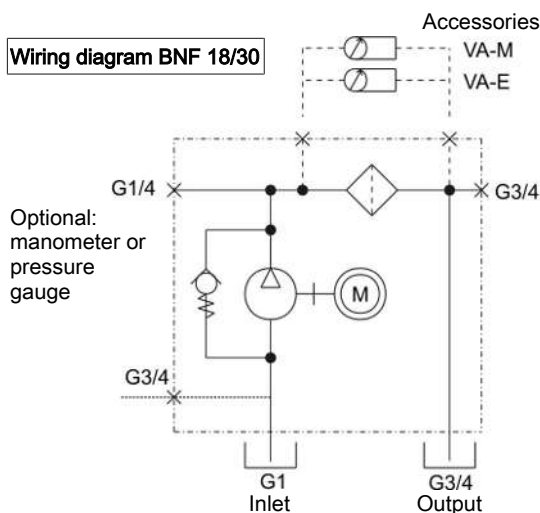 Accessories
Wiring diagram BNF 18/30
VA-M
VA-E
G1/4
G3/4
Optional:
manometer or
pressure
gauge
M
G3/4
G1
Inlet
G3/4
Output